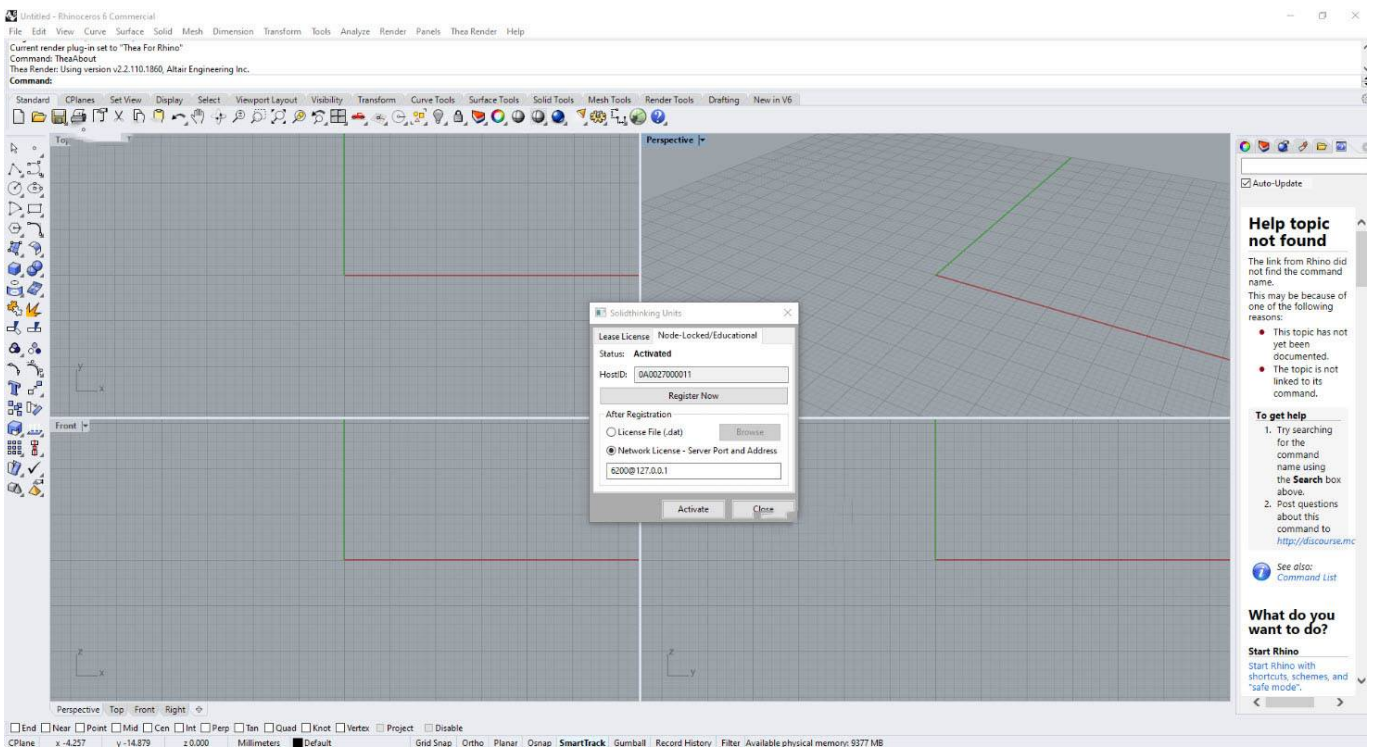 Untitled - Rhinoceros 6 Commercial
File Edit View Curve Surface Solid Mesh Dimension Transform Tools Analyze Render Panels Thea Render Help
Current render plug-in set to "Thea For Rhino"
Command: TheaAbout
Thea Render: Using version v2.2.110.1860, Altair Engineering Inc.
Command:
Standard CPlanes Set View Display Select Viewport Layout Visibility Transform Curve Tools Surface Tools Solid Tools Mesh Tools Render Tools Drafting New in V6
Perspective
Auto-Update
Help topic
not found
The link from Rhino did
not find the command
name.
This may be because of
one of the following
reasons:
This topic has not
yet been
documented.
The topic is not
linked to its
command.
To get help
1. Try searching
for the
command
name using
the Search box
above.
2. Post questions
about this
command to
http://discourse.mc
See also:
Command List
What do you
want to do?
Start Rhino
Start Rhino with
shortcuts, schemes, and
"safe mode".
Solidthinking Units
Lease License Node-Locked/Educational
Status: Activated
HostID: 0A0027000011
Register Now
After Registration
License File (.dat) Browse
Network License - Server Port and Address
6200@127.0.0.1
Activate Close
y
x
Front
z
x
z
y
Perspective Top Front Right
End Near Point Mid Cen Int Perp Tan Quad Knot Vertex Project Disable
CPlane x -4.257 y -14.879 z 0.000 Millimeters Default Grid Snap Ortho Planar Osnap SmartTrack Gumball Record History Filter Available physical memory: 9377 MB